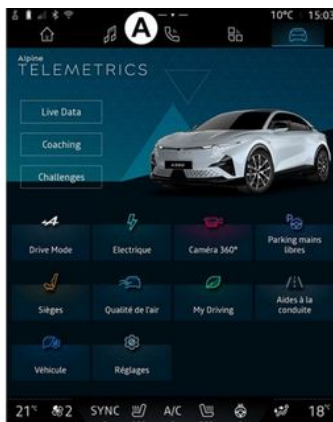 10°C 15:03
A
Alpine
TELEMETRICS
Live Data
Coaching
Challenges
Drive Mode
Electrique
Caméra 360°
Parking mains
libres
Sièges
Qualité de l'air
My Driving
Aides à la
conduite
Véhicule
Réglages
21°C 2 SYNC A/C 18°